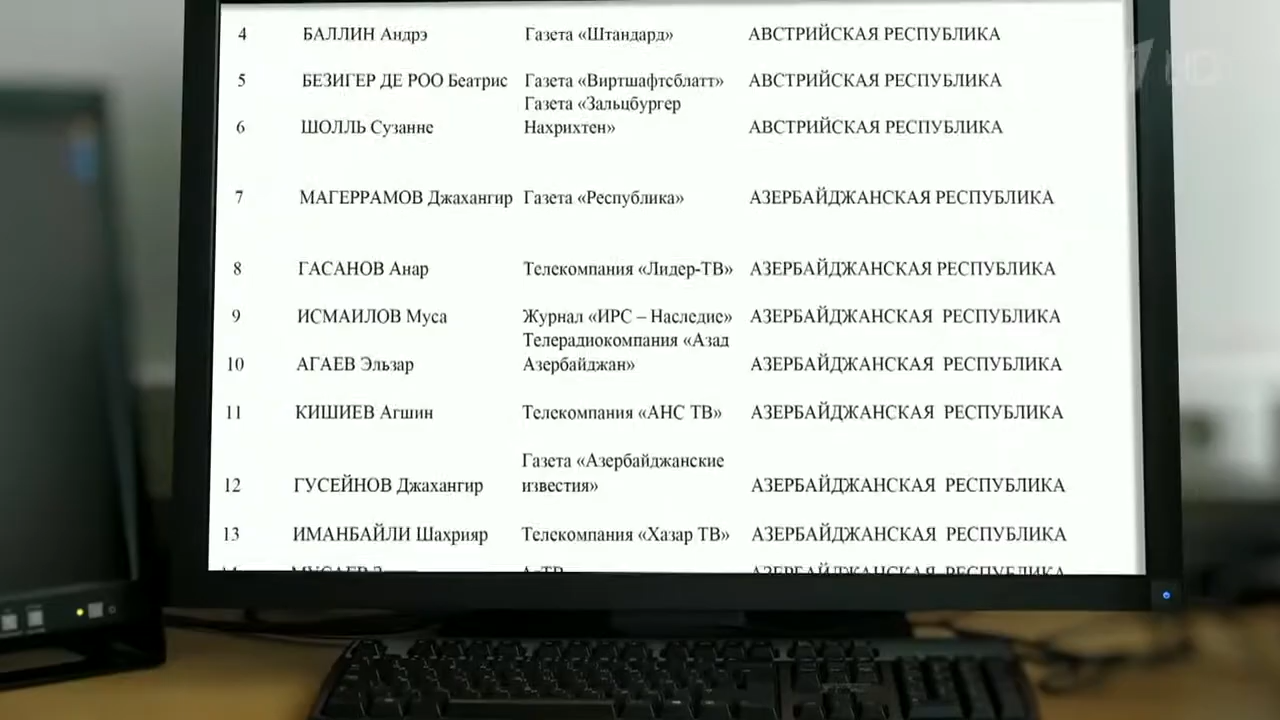 4 БАЛЛИН Андрэ Газета «Штандард» АВСТРИЙСКАЯ РЕСПУБЛИКА
5 БЕЗИГЕР ДЕ РОО Беатрис Газета «Виртшафтсблатт» АВСТРИЙСКАЯ РЕСПУБЛИКА
Газета «Зальцбургер
6 ШОЛЛЬ Сузанне Нахрихтен» АВСТРИЙСКАЯ РЕСПУБЛИКА
7 МАГЕРРАМОВ Джахангир Газета «Республика» АЗЕРБАЙДЖАНСКАЯ РЕСПУБЛИКА
8 ГАСАНОВ Анар Телекомпания «Лидер-ТВ» АЗЕРБАЙДЖАНСКАЯ РЕСПУБЛИКА
9 ИСМАИЛОВ Муса Журнал «ИРС – Наследие» АЗЕРБАЙДЖАНСКАЯ РЕСПУБЛИКА
Телерадиокомпания «Азад
10 АГАЕВ Эльзар Азербайджан» АЗЕРБАЙДЖАНСКАЯ РЕСПУБЛИКА
11 КИШИЕВ Агшин Телекомпания «АНС ТВ» АЗЕРБАЙДЖАНСКАЯ РЕСПУБЛИКА
Газета «Азербайджанские
12 ГУСЕЙНОВ Джахангир известия» АЗЕРБАЙДЖАНСКАЯ РЕСПУБЛИКА
13 ИМАНБАЙЛИ Шахрияр Телекомпания «Хазар ТВ» АЗЕРБАЙДЖАНСКАЯ РЕСПУБЛИКА
АЗЕРБАЙДЖАНСКАЯ РЕСПУБЛИКА
1 HD